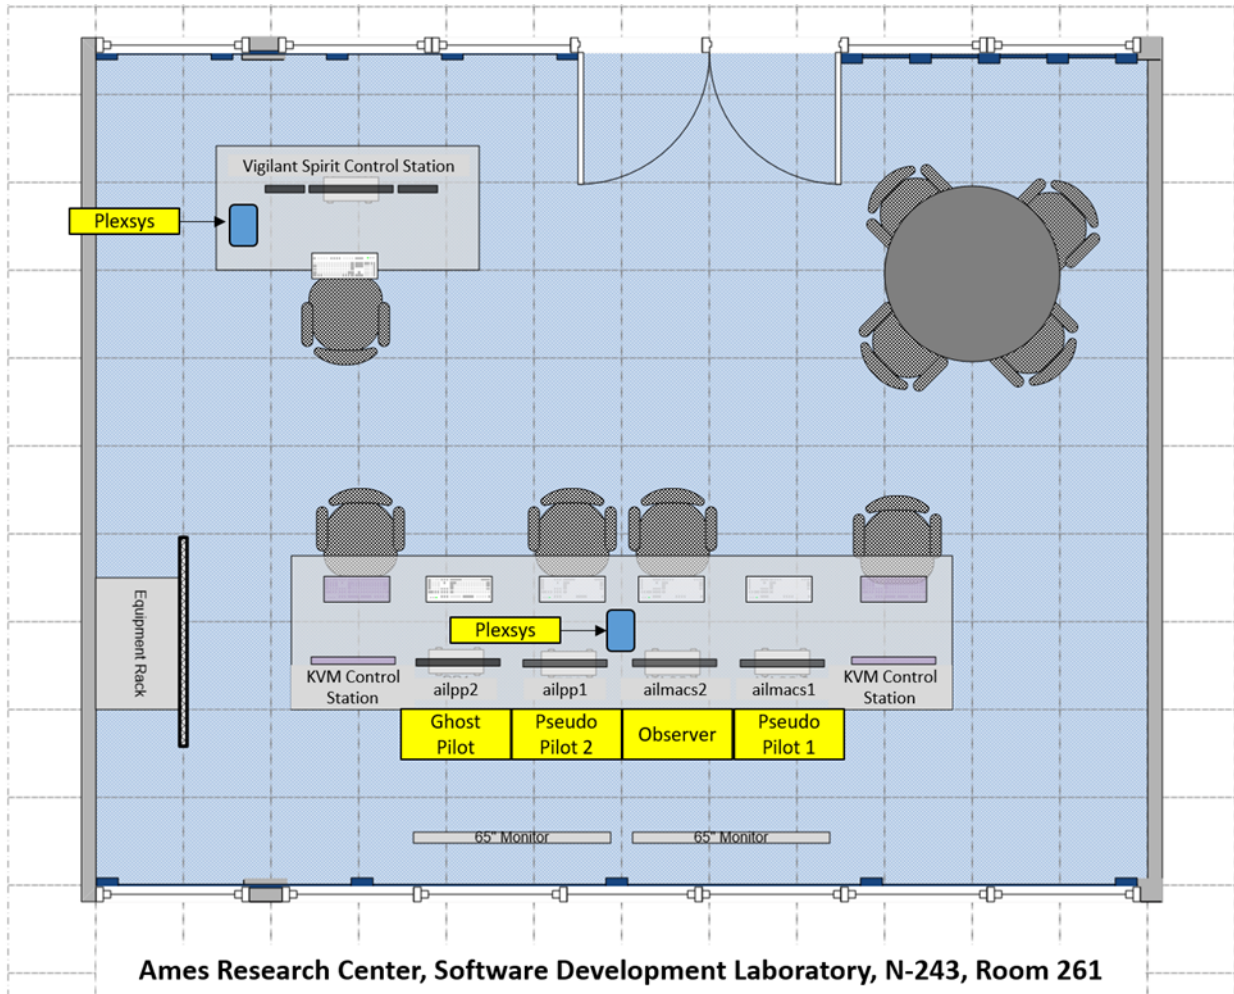 Vigilant Spirit Control Station
Plexsys
Equipment Rack
Plexsys
KVM Control
Station
ailpp2
ailpp1
ailmacs2
ailmacs1
KVM Control
Station
Ghost
Pilot
Pseudo
Pilot 2
Observer
Pseudo
Pilot 1
65" Monitor
65" Monitor
Ames Research Center, Software Development Laboratory, N-243, Room 261